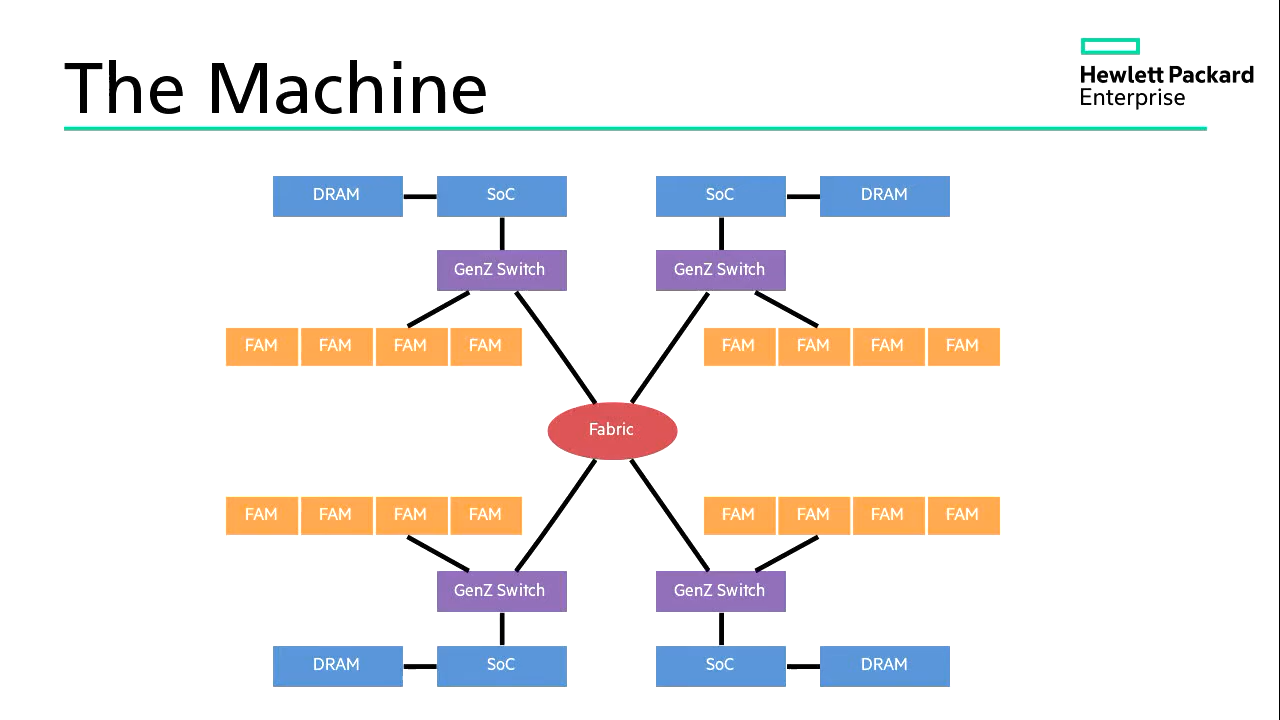 The Machine
Hewlett Packard
Enterprise
DRAM SoC SoC DRAM
GenZ Switch GenZ Switch
FAM FAM FAM FAM FAM FAM FAM FAM
Fabric
FAM FAM FAM FAM FAM FAM FAM FAM
GenZ Switch GenZ Switch
DRAM SoC SoC DRAM